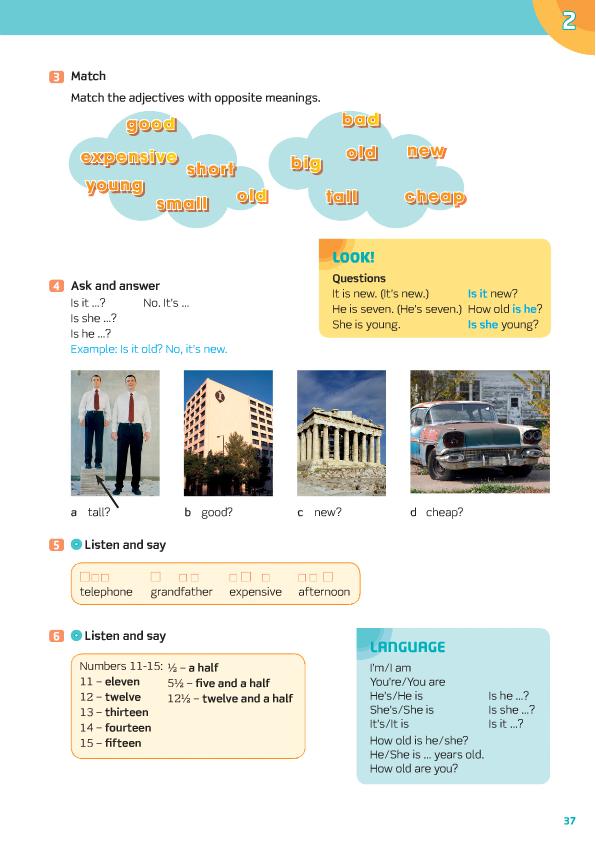 2
3 Match
Match the adjectives with opposite meanings.
good
expensive
short
young
small
old
bad
big
old
new
tall
cheap
4 Ask and answer
Is it ...? No. It's ...
Is she ...?
Is he ...?
Example: Is it old? No, it's new.
LOOK!
Questions
It is new. (It's new.) Is it new?
He is seven. (He's seven.) How old is he?
She is young. Is she young?
a tall?
b good?
c new?
d cheap?
5 Listen and say
telephone grandfather expensive afternoon
6 Listen and say
Numbers 11-15:
11 – eleven
12 – twelve
13 – thirteen
14 – fourteen
15 – fifteen
½ – a half
5½ – five and a half
12½ – twelve and a half
LANGUAGE
I'm/I am
You're/You are
He's/He is Is he ...?
She's/She is Is she ...?
It's/It is Is it ...?
How old is he/she?
He/She is ... years old.
How old are you?
37